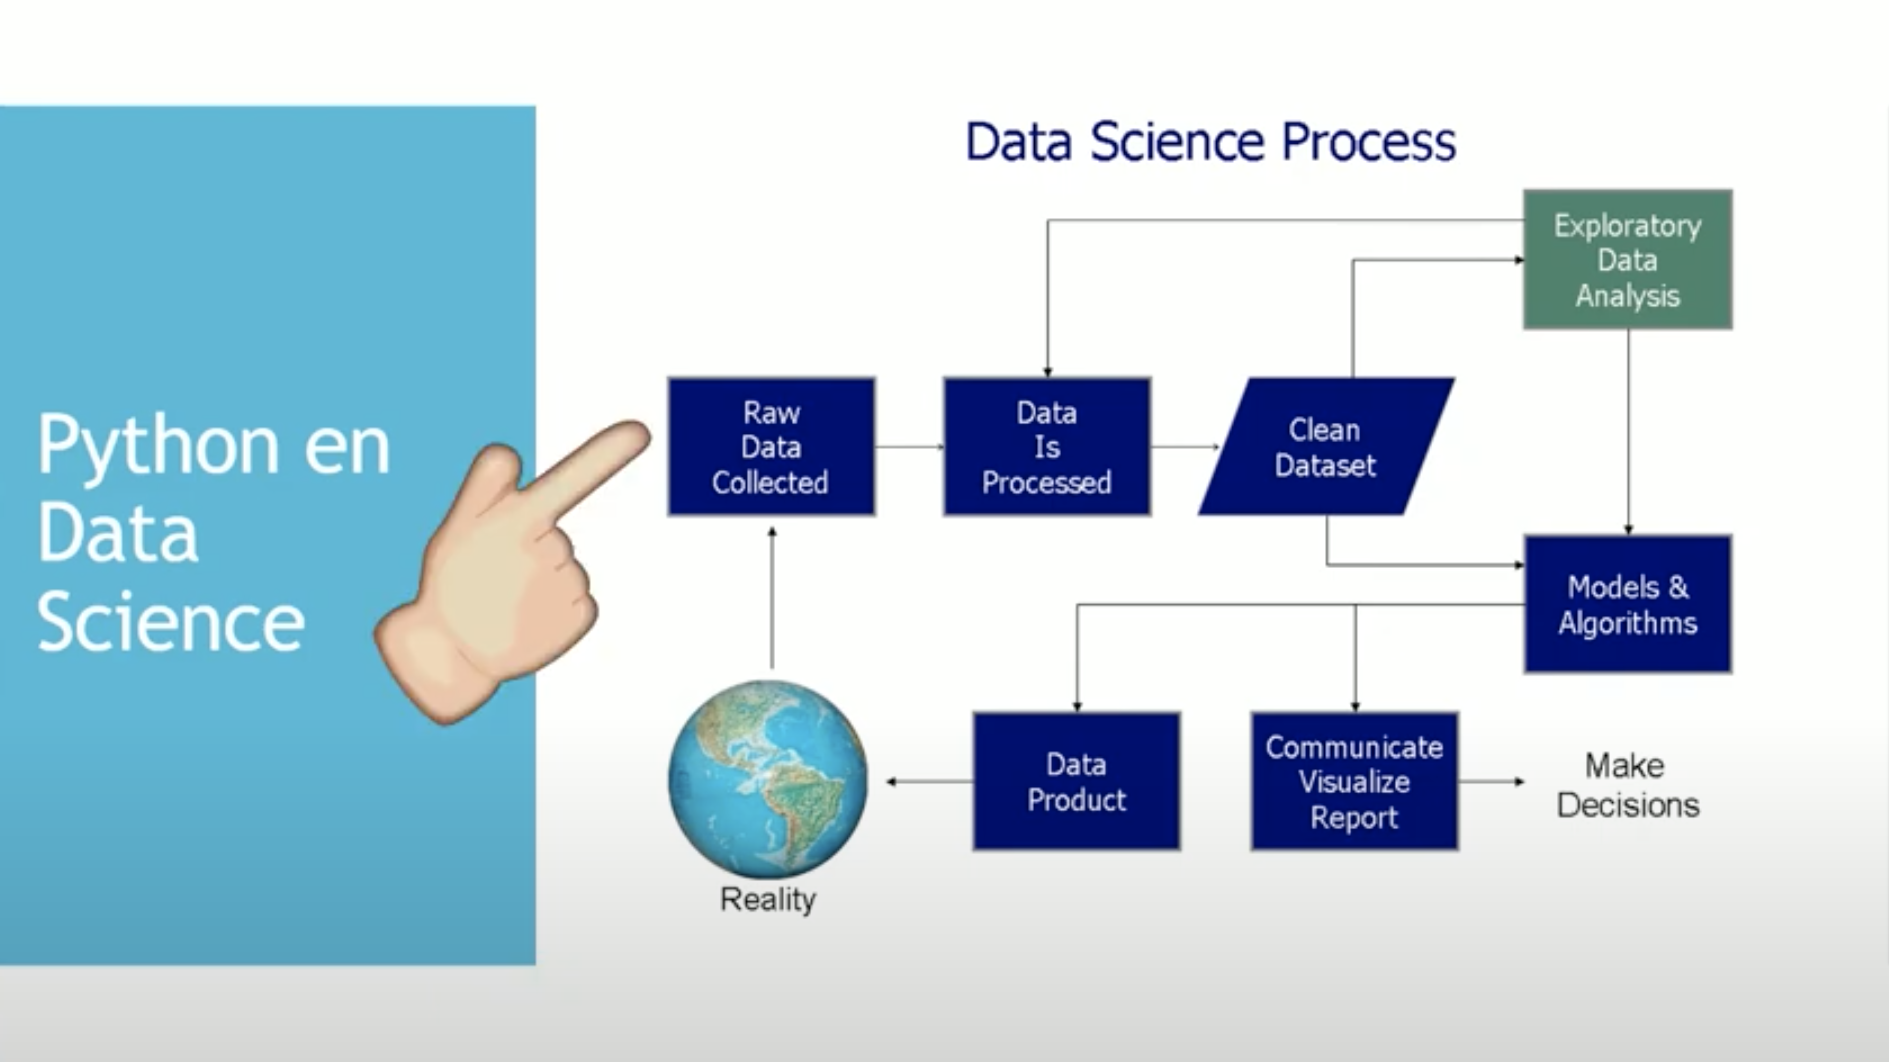 Python en
Data
Science
Data Science Process
Exploratory
Data
Analysis
Raw
Data
Collected
Data
Is
Processed
Clean
Dataset
Models &
Algorithms
Data
Product
Communicate
Visualize
Report
Make
Decisions
Reality